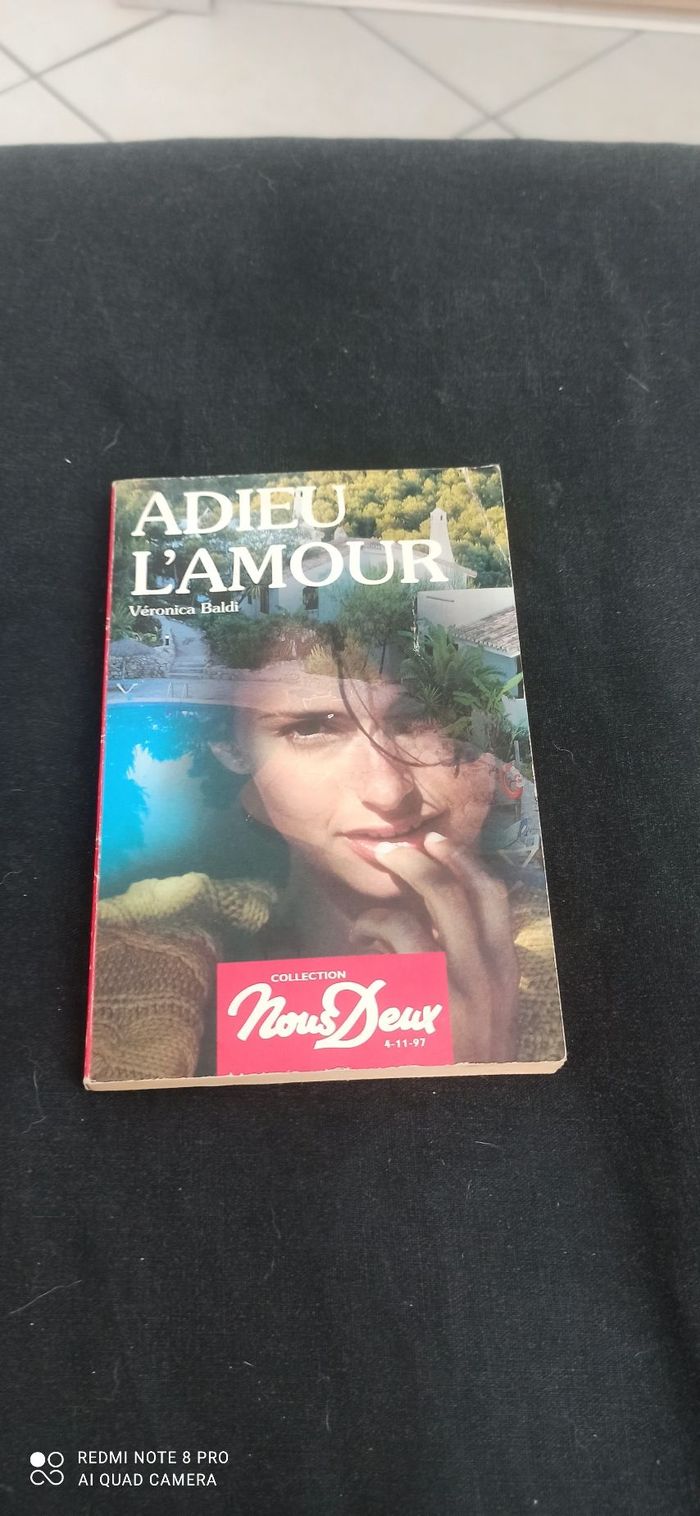 ADIEU
L'AMOUR
Véronica Baldi
COLLECTION
Nous Deux
4-11-97
REDMI NOTE 8 PRO
AI QUAD CAMERA